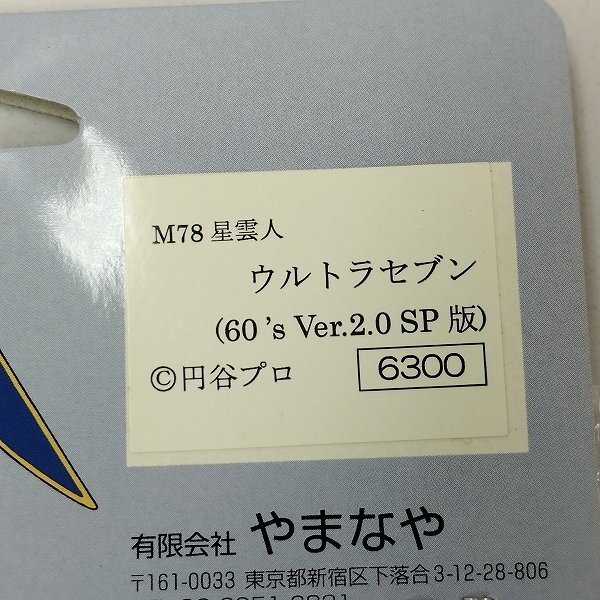 M78 星雲人
ウルトラセブン
(60's Ver.2.0 SP 版)
©円谷プロ 6300
有限会社 やまなや
〒161-0033 東京都新宿区下落合3-12-28-806